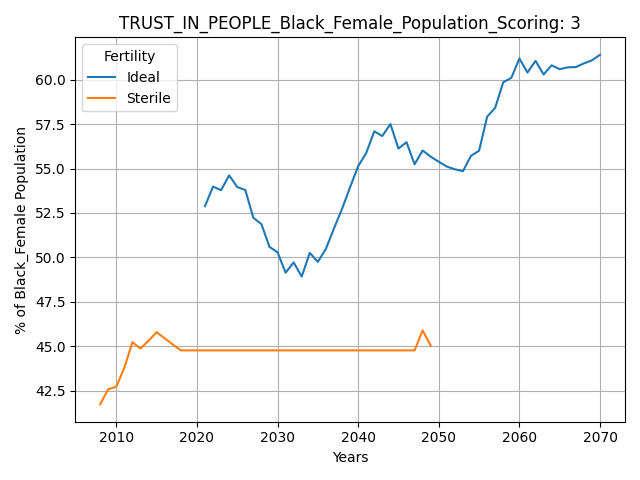 TRUST_IN_PEOPLE_Black_Female_Population_Scoring: 3
Fertility
Ideal
Sterile
% of Black_Female Population
60.0
57.5
55.0
52.5
50.0
47.5
45.0
42.5
2010 2020 2030 2040 2050 2060 2070
Years